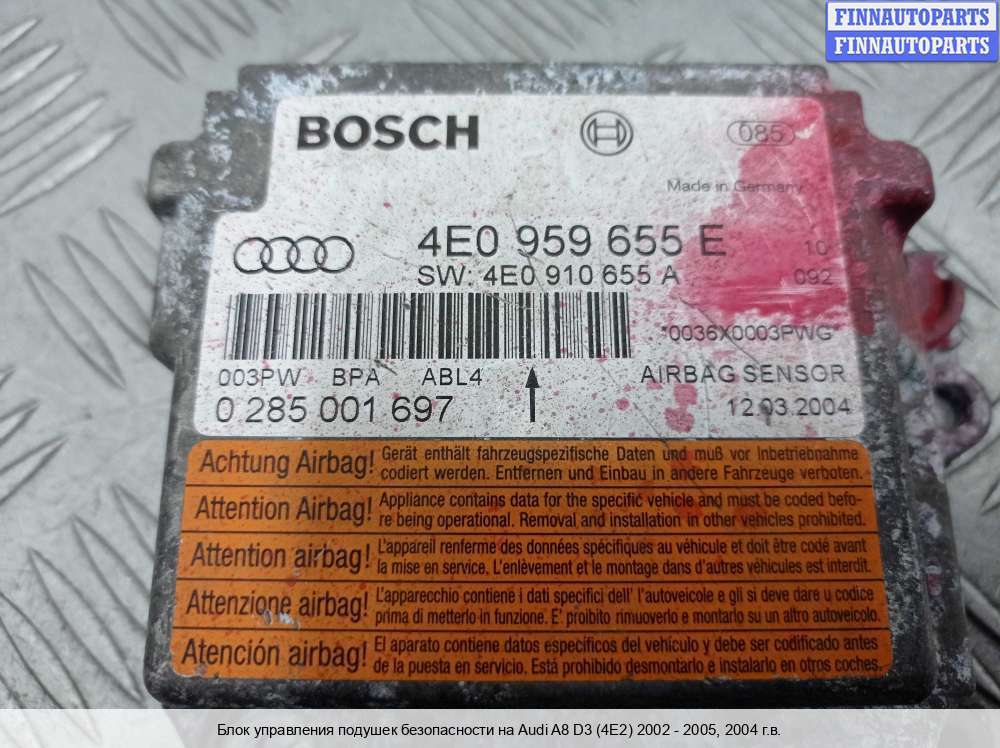 FINNAUTOPARTS
FINNAUTOPARTS
BOSCH
085
Made in Germany
4E0 959 655 E
10
SW: 4E0 910 655 A
092
*0036X0003PWG*
003PW BPA ABL4
AIRBAG SENSOR
0 285 001 697
12.03.2004
Achtung Airbag! Gerät enthält fahrzeugspezifische Daten und muß vor Inbetriebnahme
codiert werden. Entfernen und Einbau in andere Fahrzeuge verboten.
Attention Airbag! Appliance contains data for the specific vehicle and must be coded befo-
re being operational. Removal and installation in other vehicles prohibited.
Attention airbag! L'appareil renferme des données spécifiques au véhicule et doit être codé avant
la mise en service. L'enlèvement et le montage dans d'autres véhicules est interdit.
Attenzione airbag! L'apparecchio contiene i dati specifici dell' l'autoveicole e gli si deve dare u codice
prima di metterlo in funzione. E' proibito rimuoverlo e montarlo su un altro autoveicolo.
Atención airbag! El aparato contiene datos específicos del vehículo y debe ser codificado antes
de la puesta en servicio. Está prohibido desmontarlo e instalarlo en otros coches.
Блок управления подушек безопасности на Audi A8 D3 (4E2) 2002 - 2005, 2004 г.в.